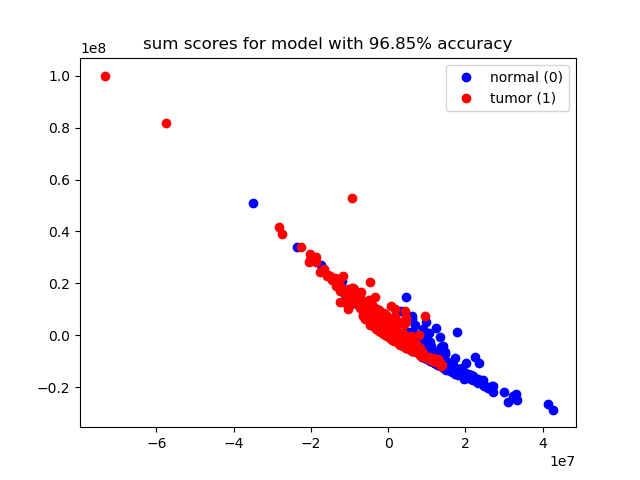 sum scores for model with 96.85% accuracy
1e8
normal (0)
tumor (1)
1.0
0.8
0.6
0.4
0.2
0.0
−0.2
−6 −4 −2 0 2 4
1e7